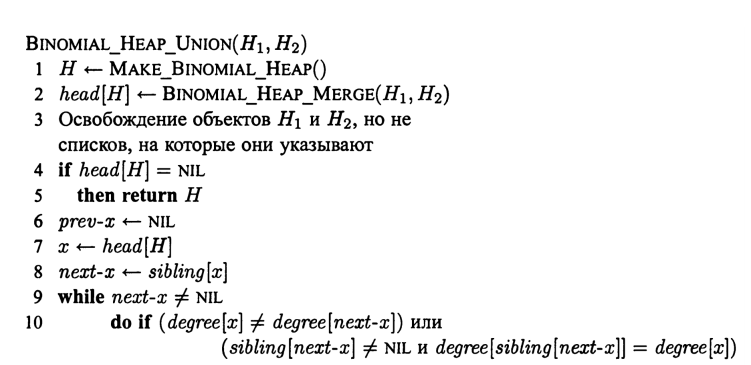 BINOMIAL_HEAP_UNION(H₁, H₂)
1 H ← MAKE_BINOMIAL_HEAP()
2 head[H] ← BINOMIAL_HEAP_MERGE(H₁, H₂)
3 Освобождение объектов H₁ и H₂, но не
списков, на которые они указывают
4 if head[H] = NIL
5 then return H
6 prev-x ← NIL
7 x ← head[H]
8 next-x ← sibling[x]
9 while next-x ≠ NIL
10 do if (degree[x] ≠ degree[next-x]) или
(sibling[next-x] ≠ NIL и degree[sibling[next-x]] = degree[x])